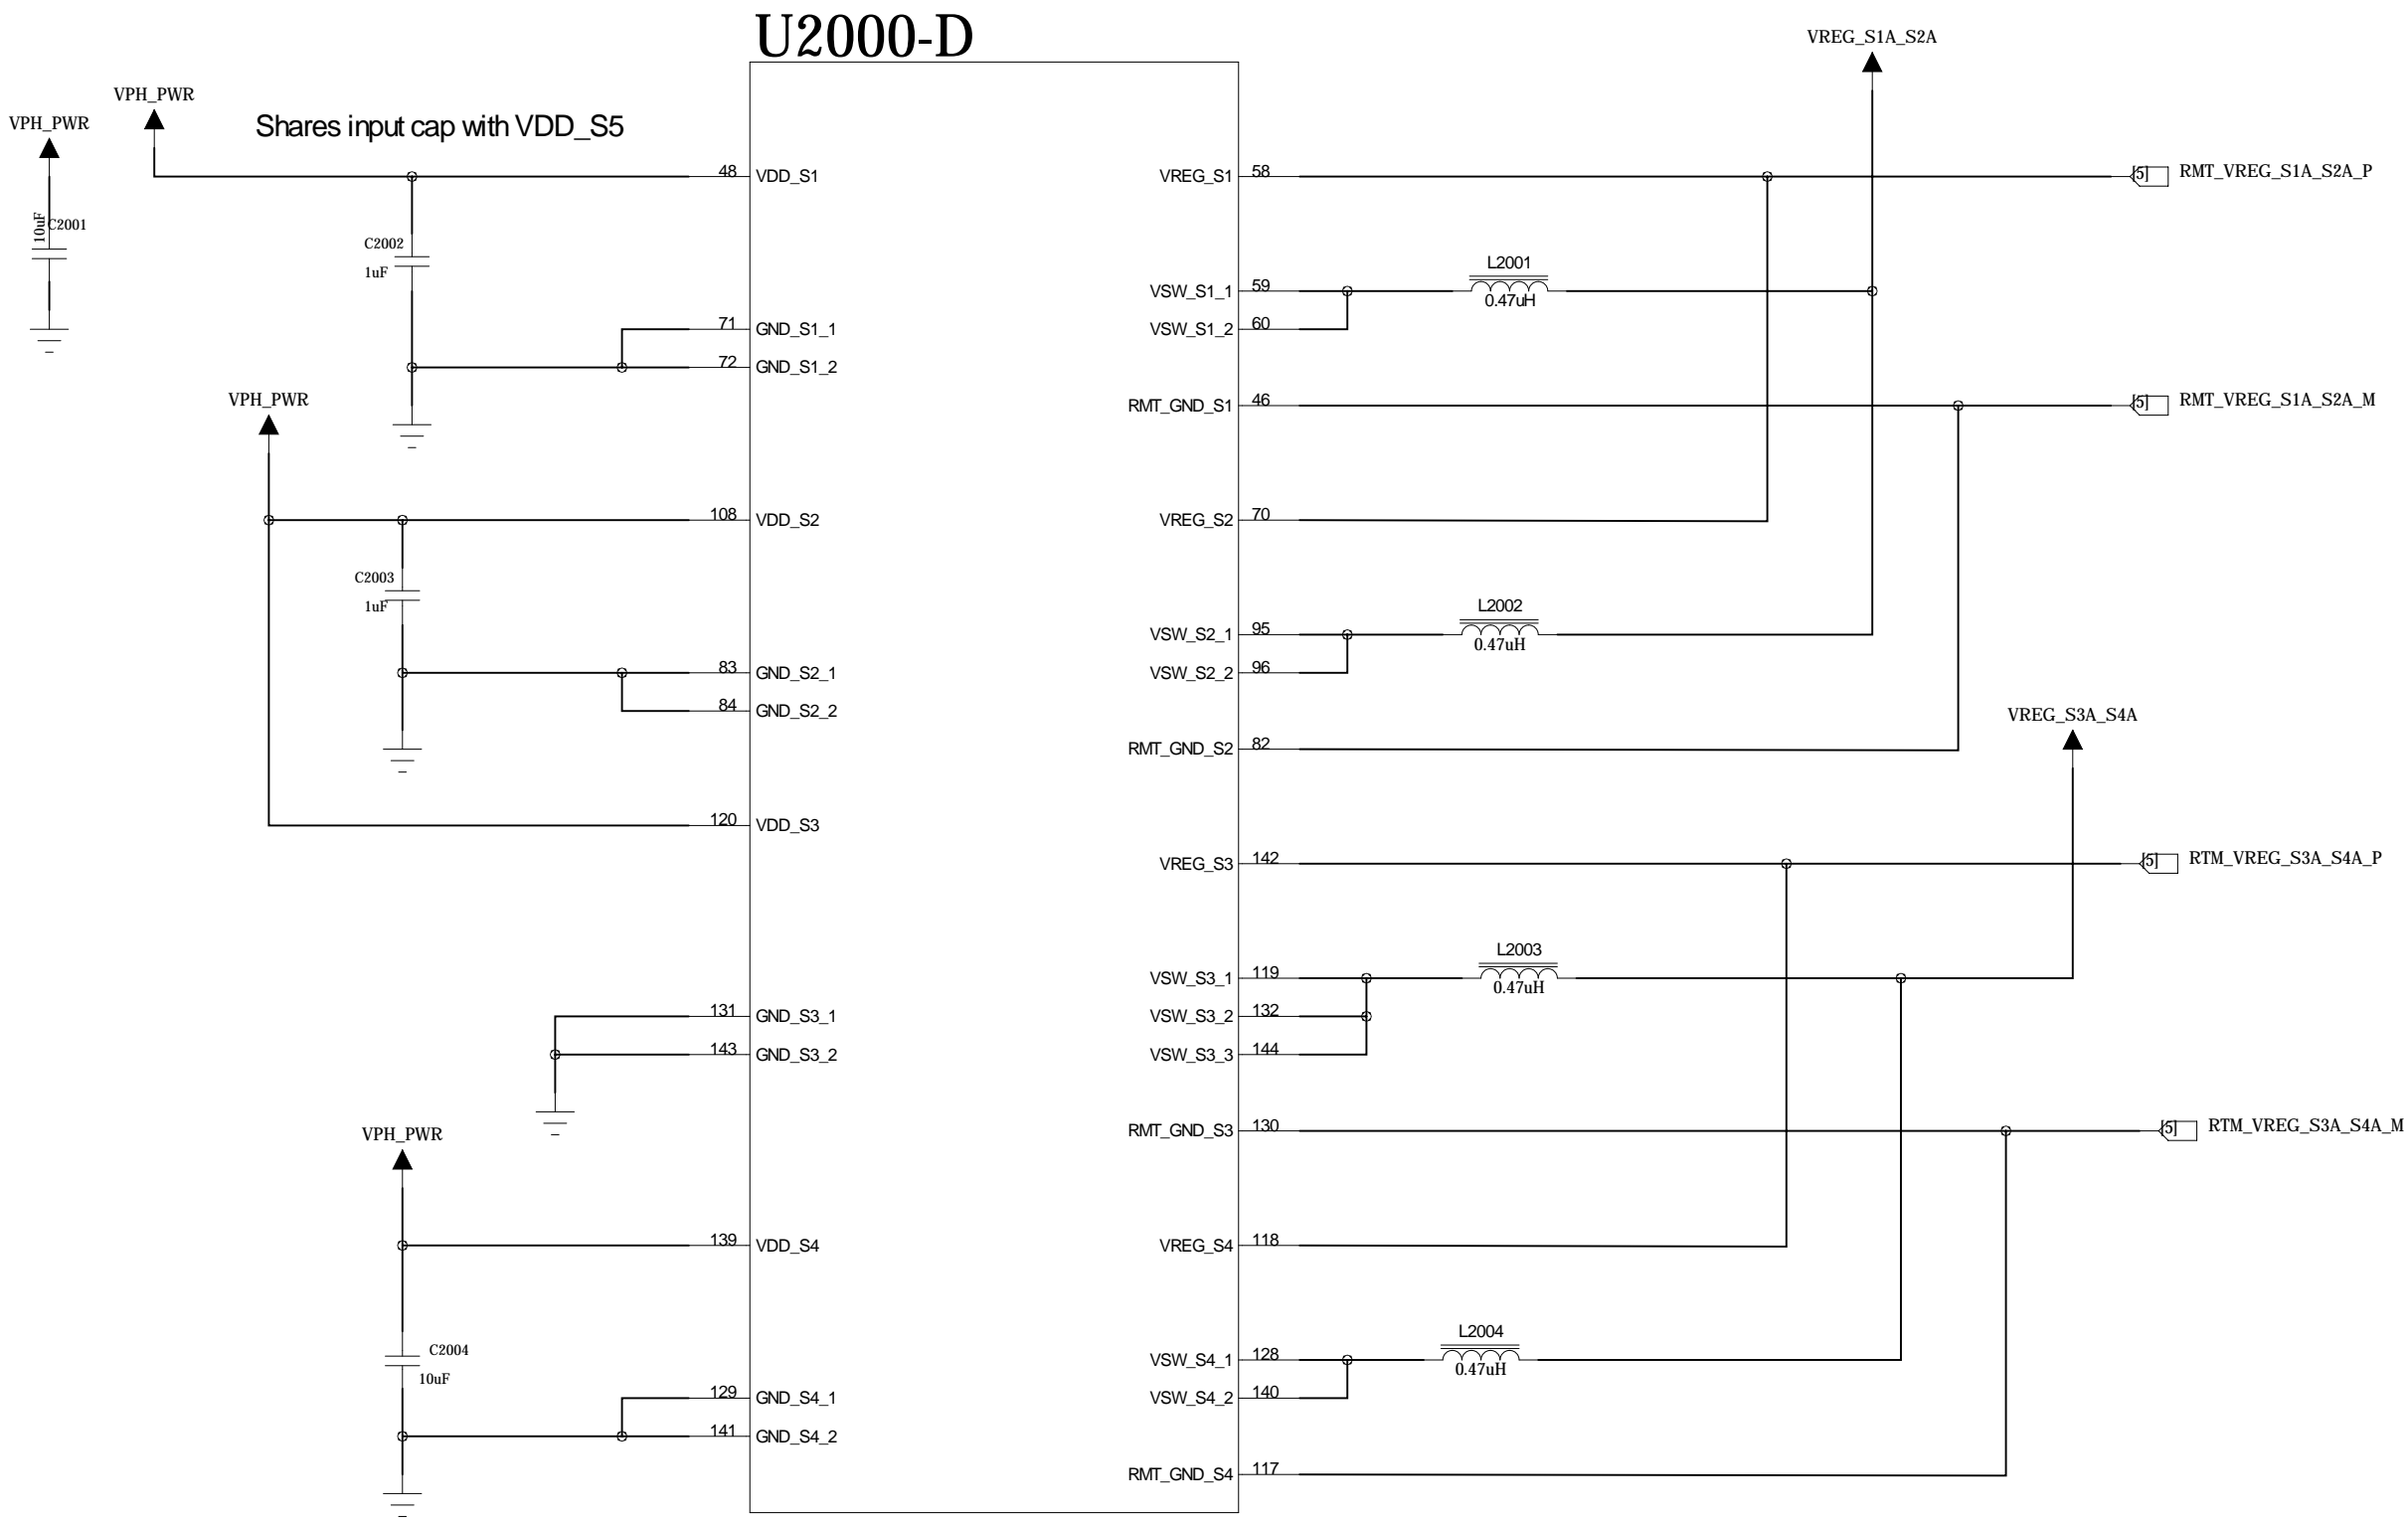 U2000-D
VREG_S1A_S2A
VPH_PWR
VPH_PWR
Shares input cap with VDD_S5
48 VDD_S1
VREG_S1 58
[5] RMT_VREG_S1A_S2A_P
10uF
C2001
C2002
1uF
L2001
VSW_S1_1 59
0.47uH
71 GND_S1_1
VSW_S1_2 60
72 GND_S1_2
VPH_PWR
RMT_GND_S1 46
[5] RMT_VREG_S1A_S2A_M
108 VDD_S2
VREG_S2 70
C2003
1uF
L2002
VSW_S2_1 95
0.47uH
83 GND_S2_1
VSW_S2_2 96
84 GND_S2_2
VREG_S3A_S4A
RMT_GND_S2 82
120 VDD_S3
VREG_S3 142
[5] RTM_VREG_S3A_S4A_P
L2003
VSW_S3_1 119
0.47uH
131 GND_S3_1
VSW_S3_2 132
143 GND_S3_2
VSW_S3_3 144
VPH_PWR
RMT_GND_S3 130
[5] RTM_VREG_S3A_S4A_M
139 VDD_S4
VREG_S4 118
L2004
C2004
10uF
VSW_S4_1 128
0.47uH
129 GND_S4_1
VSW_S4_2 140
141 GND_S4_2
RMT_GND_S4 117